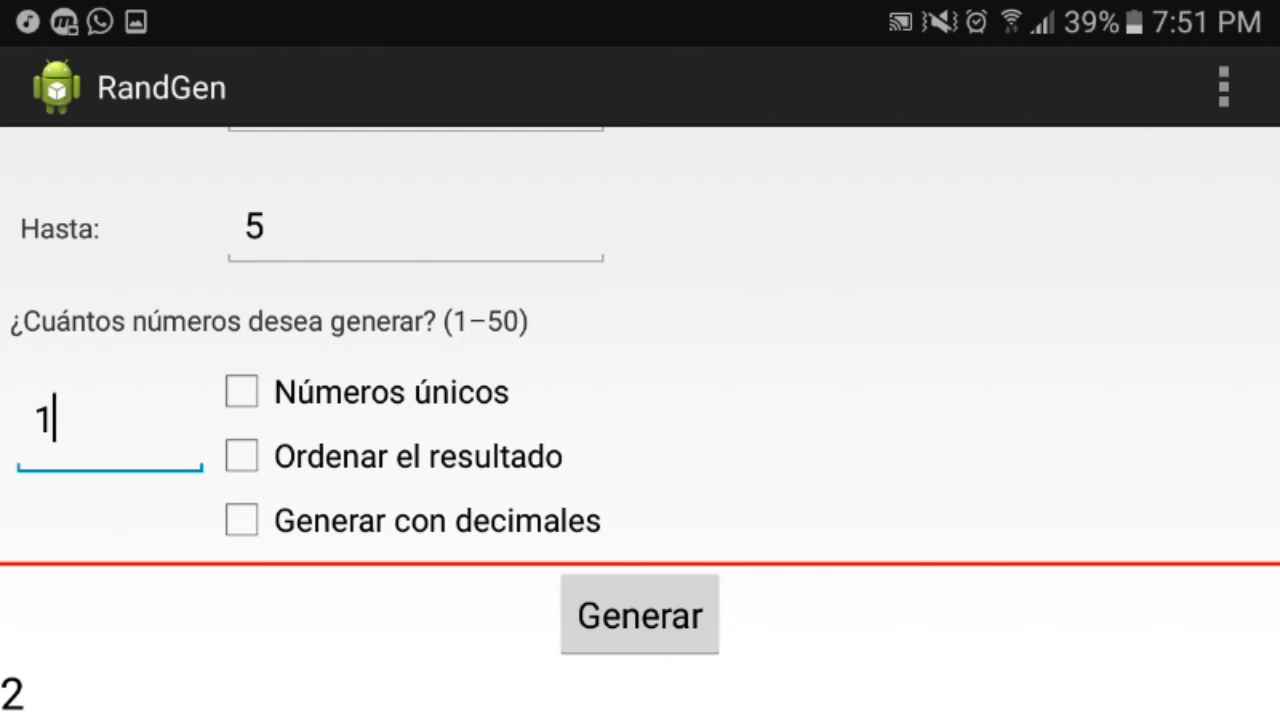 39% 7:51 PM
RandGen
Hasta: 5
¿Cuántos números desea generar? (1–50)
1
Números únicos
Ordenar el resultado
Generar con decimales
Generar
2